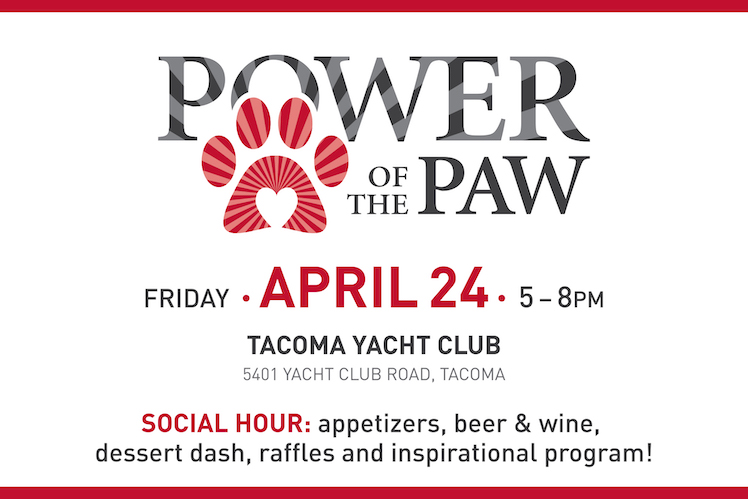 POWER
OF THE PAW
FRIDAY • APRIL 24 • 5 – 8PM
TACOMA YACHT CLUB
5401 YACHT CLUB ROAD, TACOMA
SOCIAL HOUR: appetizers, beer & wine,
dessert dash, raffles and inspirational program!